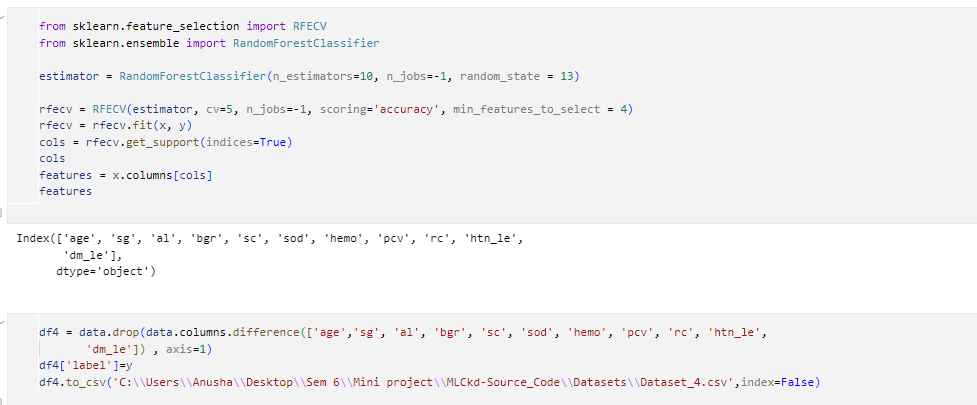 from sklearn.feature_selection import RFECV
from sklearn.ensemble import RandomForestClassifier
estimator = RandomForestClassifier(n_estimators=10, n_jobs=-1, random_state = 13)
rfecv = RFECV(estimator, cv=5, n_jobs=-1, scoring='accuracy', min_features_to_select = 4)
rfecv = rfecv.fit(x, y)
cols = rfecv.get_support(indices=True)
cols
features = x.columns[cols]
features
Index(['age', 'sg', 'al', 'bgr', 'sc', 'sod', 'hemo', 'pcv', 'rc', 'htn_le',
'dm_le'],
dtype='object')
df4 = data.drop(data.columns.difference(['age','sg', 'al', 'bgr', 'sc', 'sod', 'hemo', 'pcv', 'rc', 'htn_le',
'dm_le']) , axis=1)
df4['label']=y
df4.to_csv('C:\\Users\\Anusha\\Desktop\\Sem 6\\Mini project\\MLCkd-Source_Code\\Datasets\\Dataset_4.csv',index=False)